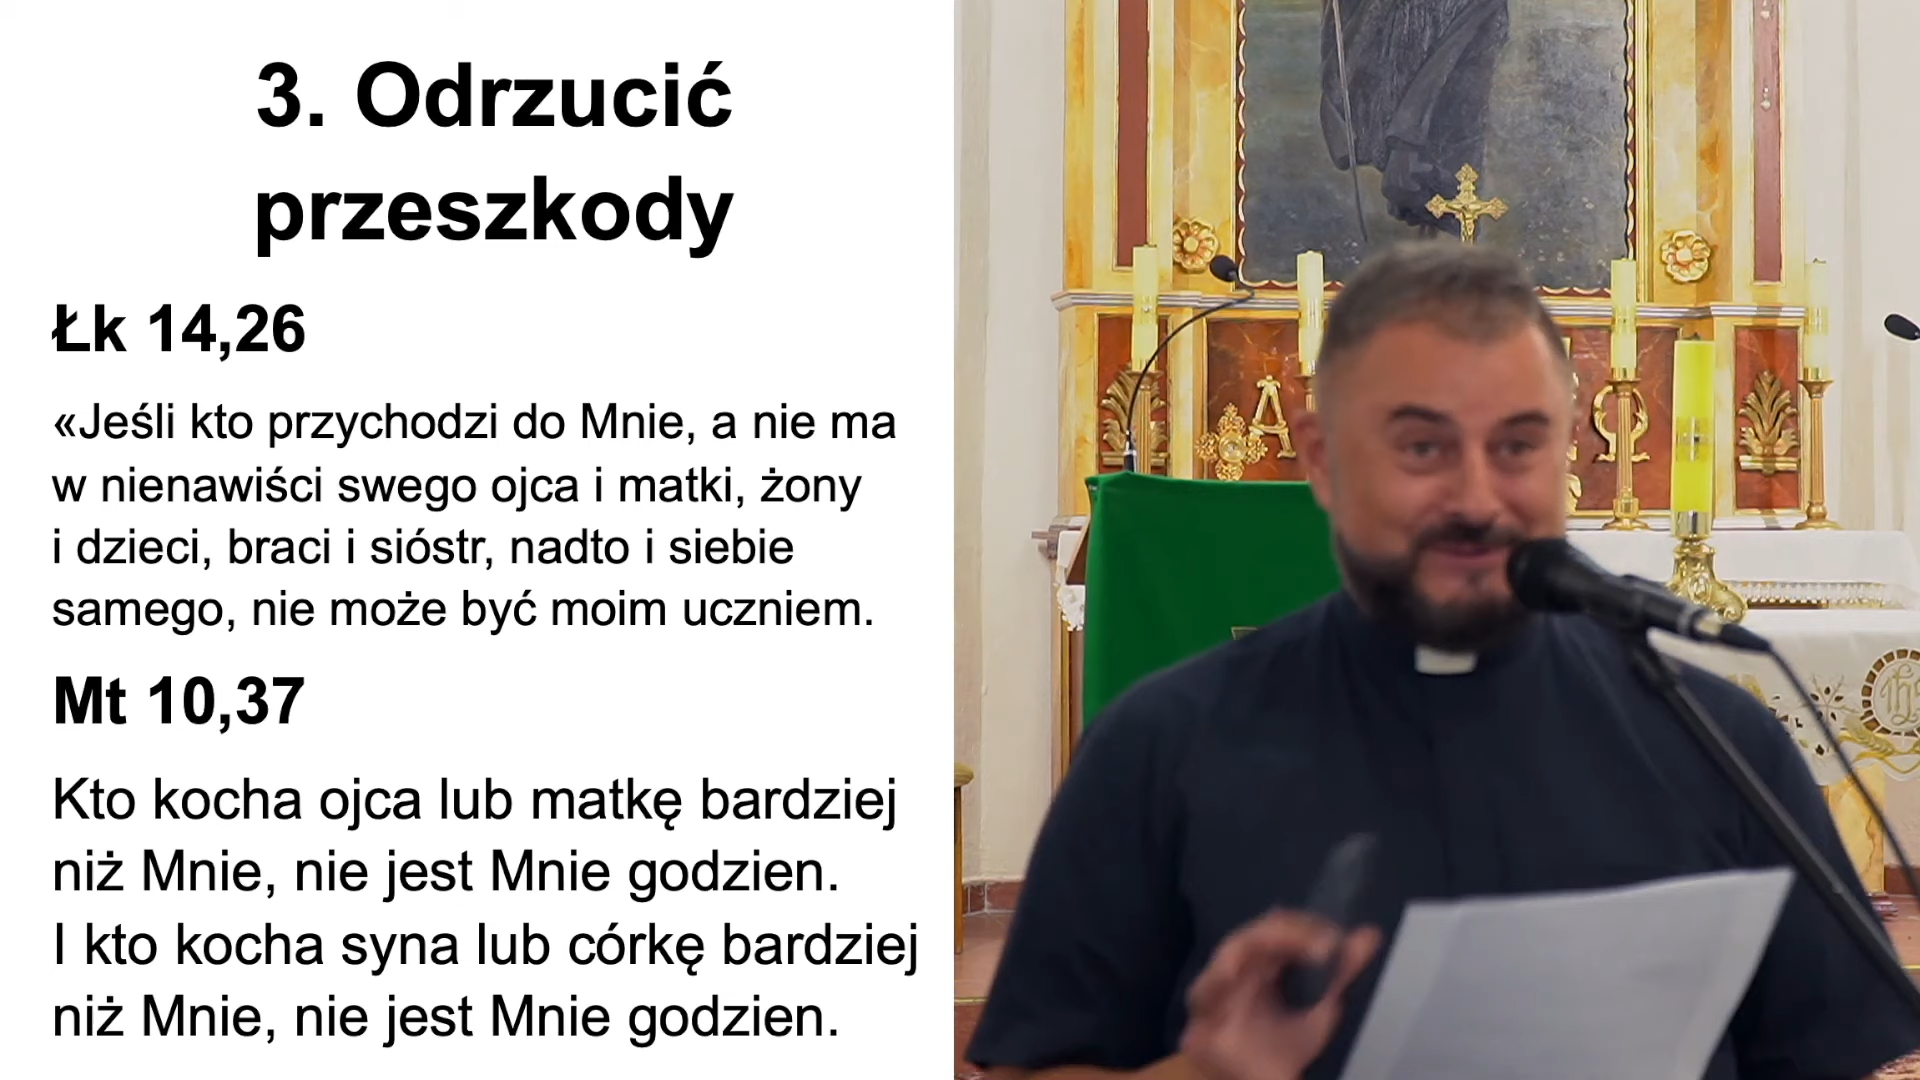 3. Odrzucić
przeszkody
Łk 14,26
«Jeśli kto przychodzi do Mnie, a nie ma
w nienawiści swego ojca i matki, żony
i dzieci, braci i sióstr, nadto i siebie
samego, nie może być moim uczniem.
Mt 10,37
Kto kocha ojca lub matkę bardziej
niż Mnie, nie jest Mnie godzien.
I kto kocha syna lub córkę bardziej
niż Mnie, nie jest Mnie godzien.
A Ω
ihs